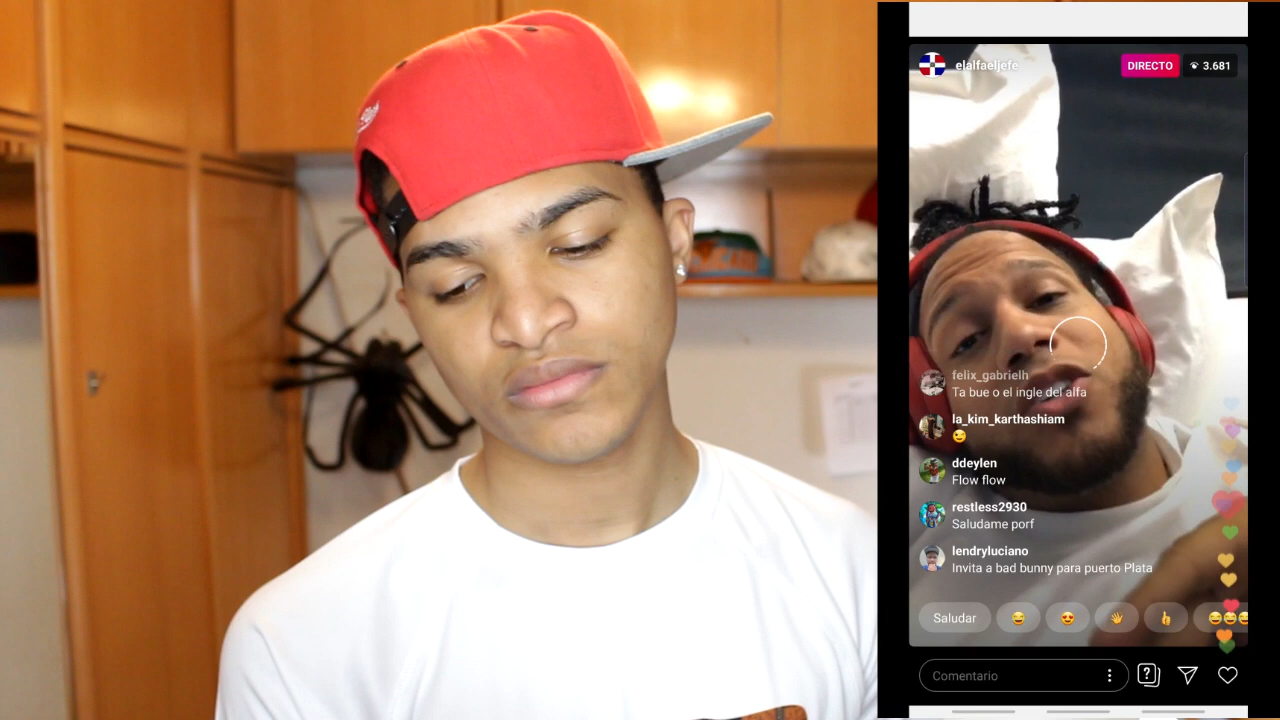 elalfaeljefe
DIRECTO
3.681
felix_gabrielh
Ta bue o el ingle del alfa
la_kim_karthashiam
ddeylen
Flow flow
restless2930
Saludame porf
lendryluciano
Invita a bad bunny para puerto Plata
Saludar
Comentario